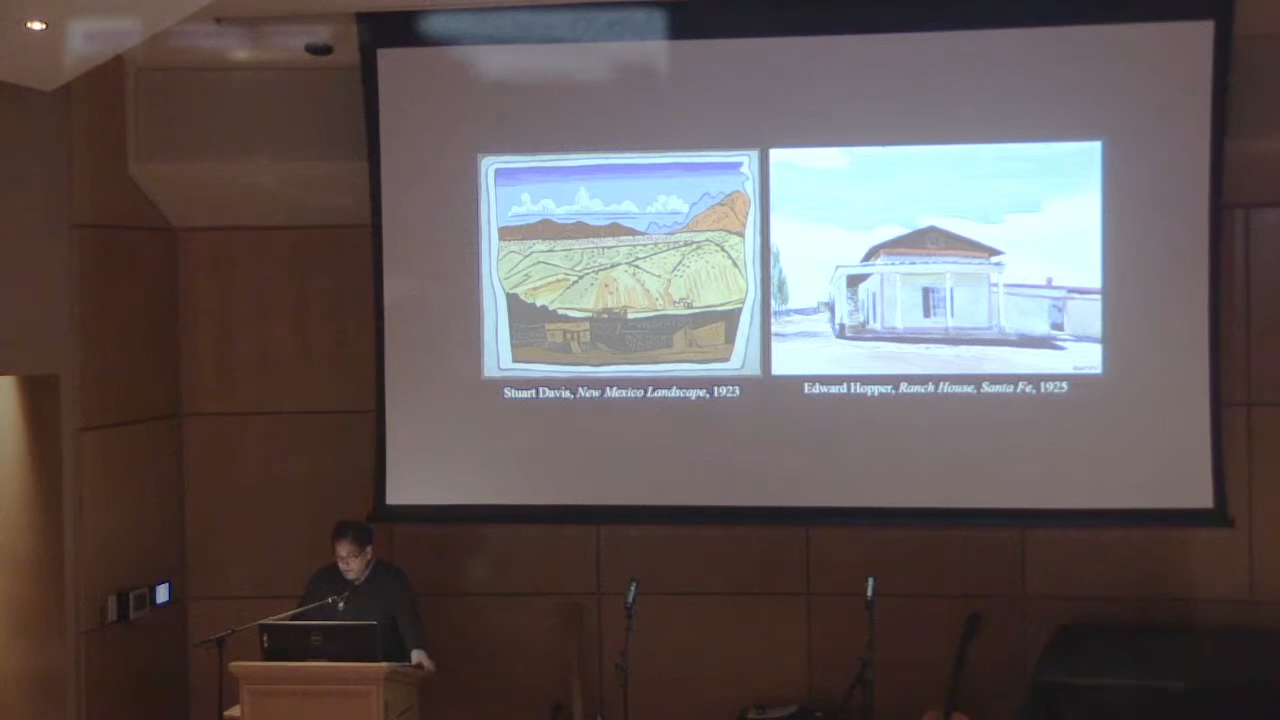 Stuart Davis, New Mexico Landscape, 1923
Edward Hopper, Ranch House, Santa Fe, 1925